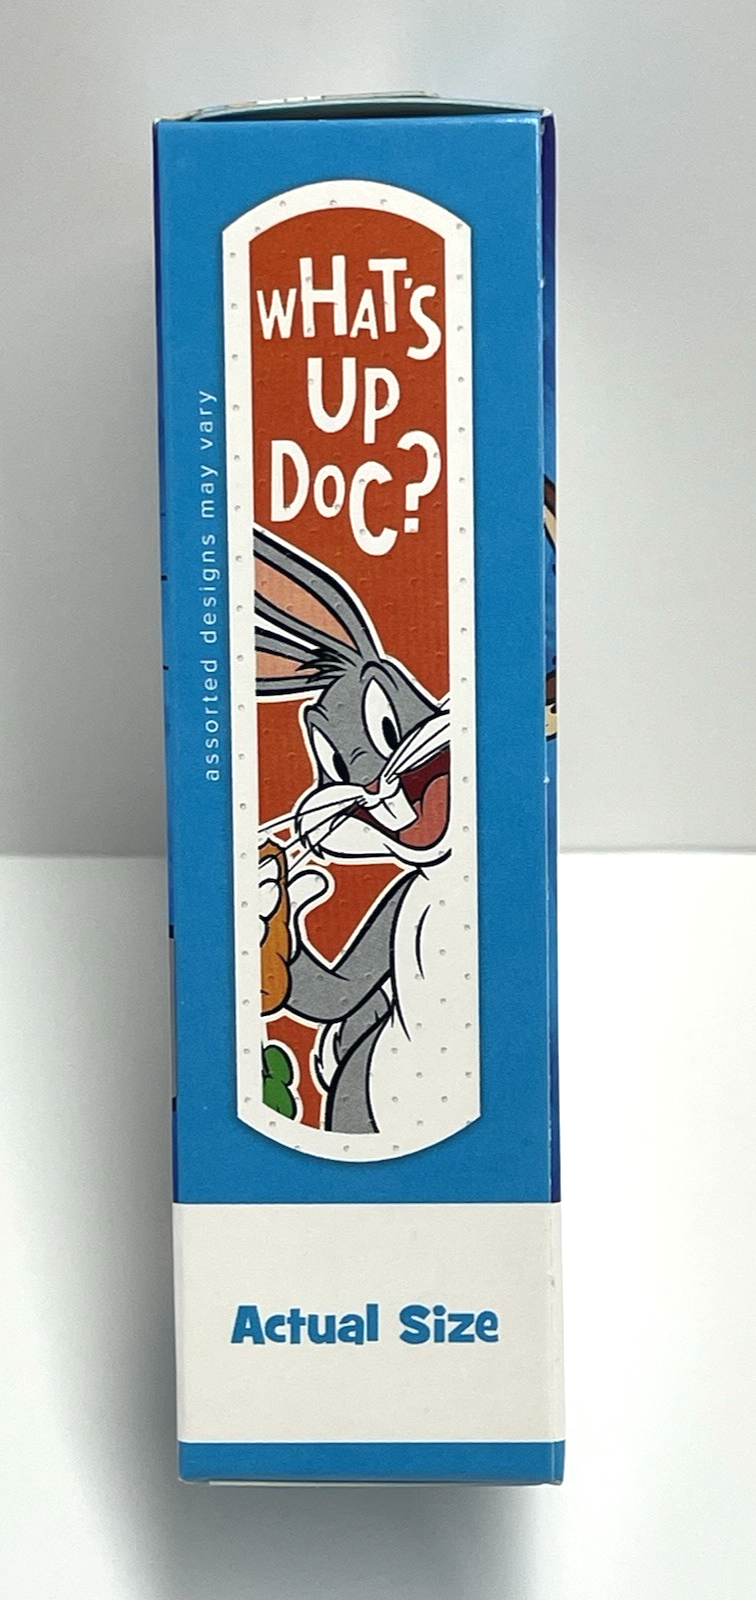 WHAT'S
UP
DOC?
assorted designs may vary
Actual Size